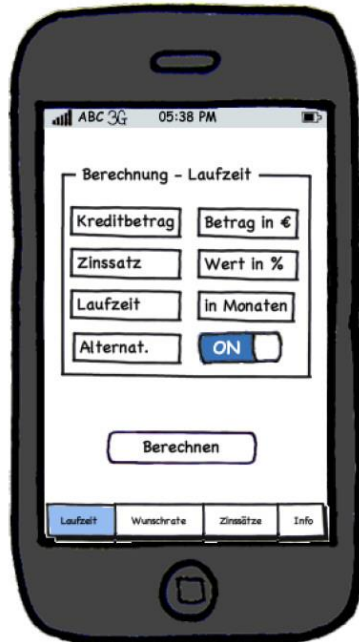 ABC 3G 05:38 PM
Berechnung - Laufzeit
Kreditbetrag Betrag in €
Zinssatz Wert in %
Laufzeit in Monaten
Alternat. ON
Berechnen
Laufzeit Wunschrate Zinssätze Info